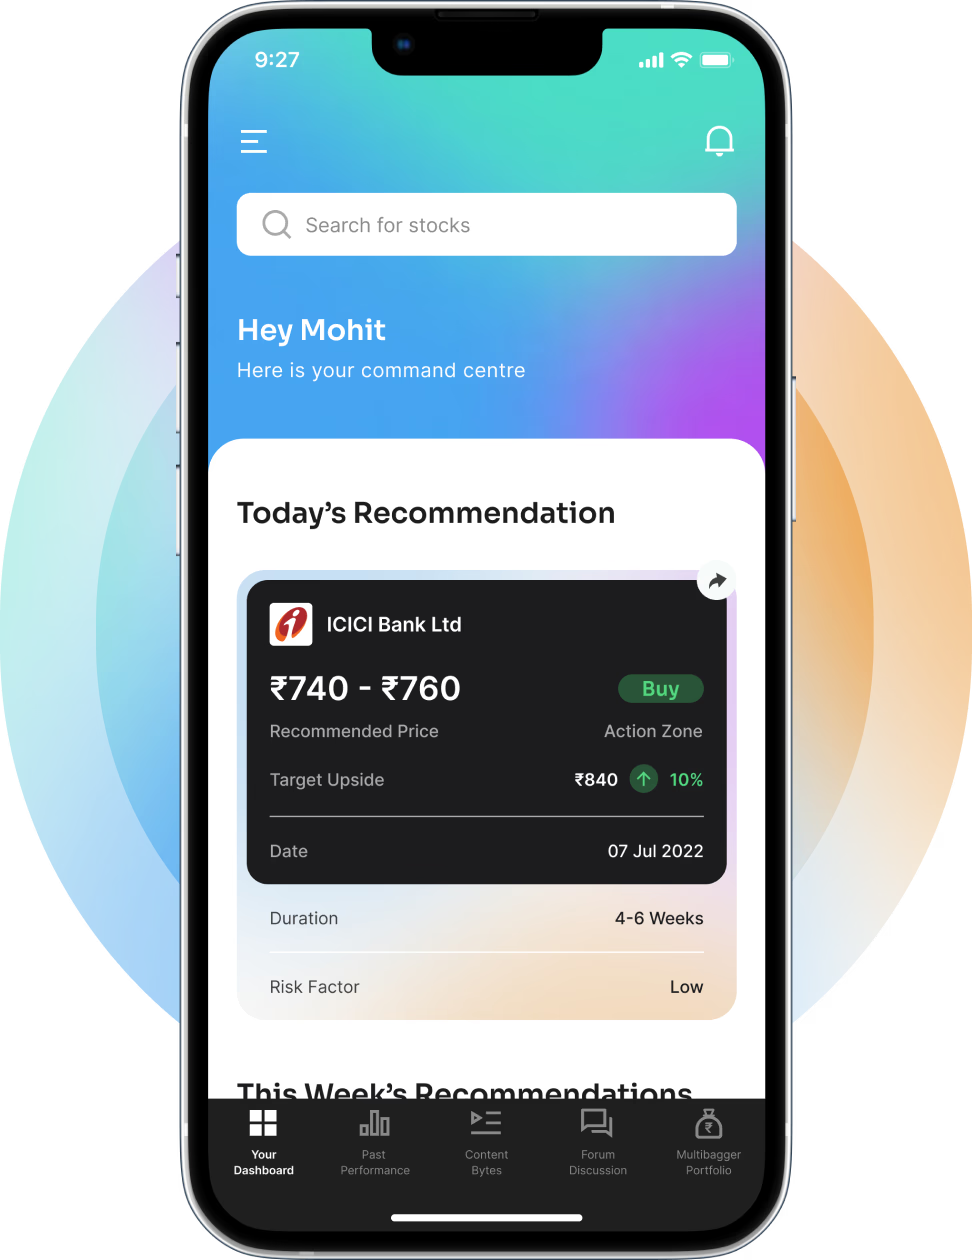 9:27
Search for stocks
Hey Mohit
Here is your command centre
Today’s Recommendation
ICICI Bank Ltd
₹740 - ₹760 Buy
Recommended Price Action Zone
Target Upside ₹840 10%
Date 07 Jul 2022
Duration 4-6 Weeks
Risk Factor Low
This Week’s Recommendations
Your Dashboard
Past Performance
Content Bytes
Forum Discussion
Multibagger Portfolio